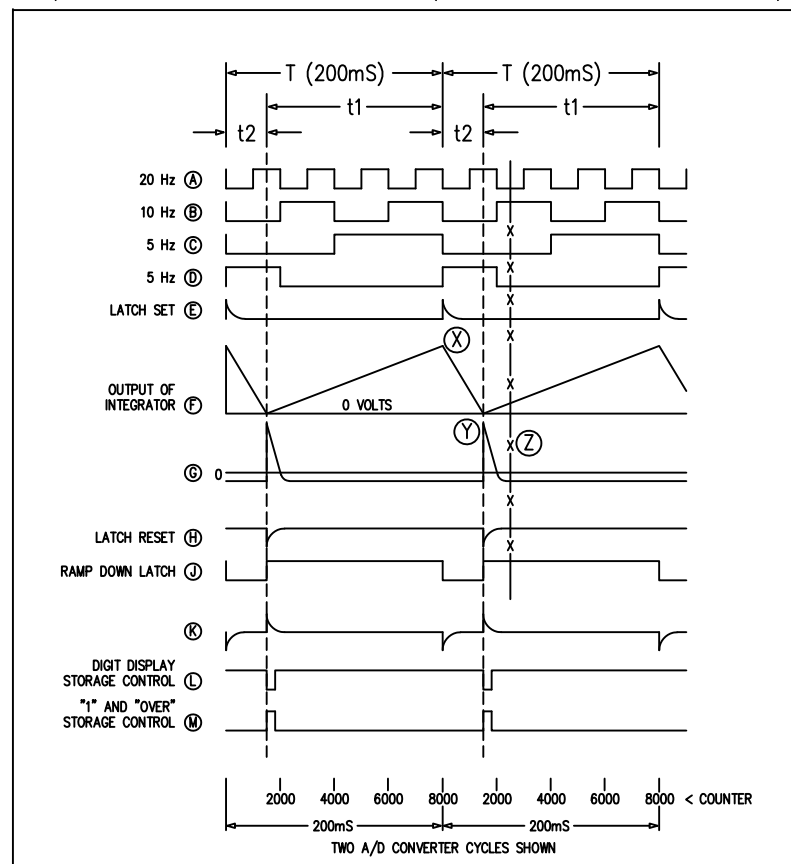 T (200mS) T (200mS)
t1 t1
t2 t2
20 Hz A
10 Hz B
5 Hz C
X
5 Hz D
X
LATCH SET E
X
X
X
OUTPUT OF
INTEGRATOR F
X
0 VOLTS
Y
X Z
G 0
X
LATCH RESET H
X
RAMP DOWN LATCH J
K
DIGIT DISPLAY
STORAGE CONTROL L
"1" AND "OVER"
STORAGE CONTROL M
2000 4000 6000 8000 2000 4000 6000 8000 < COUNTER
200mS 200mS
TWO A/D CONVERTER CYCLES SHOWN